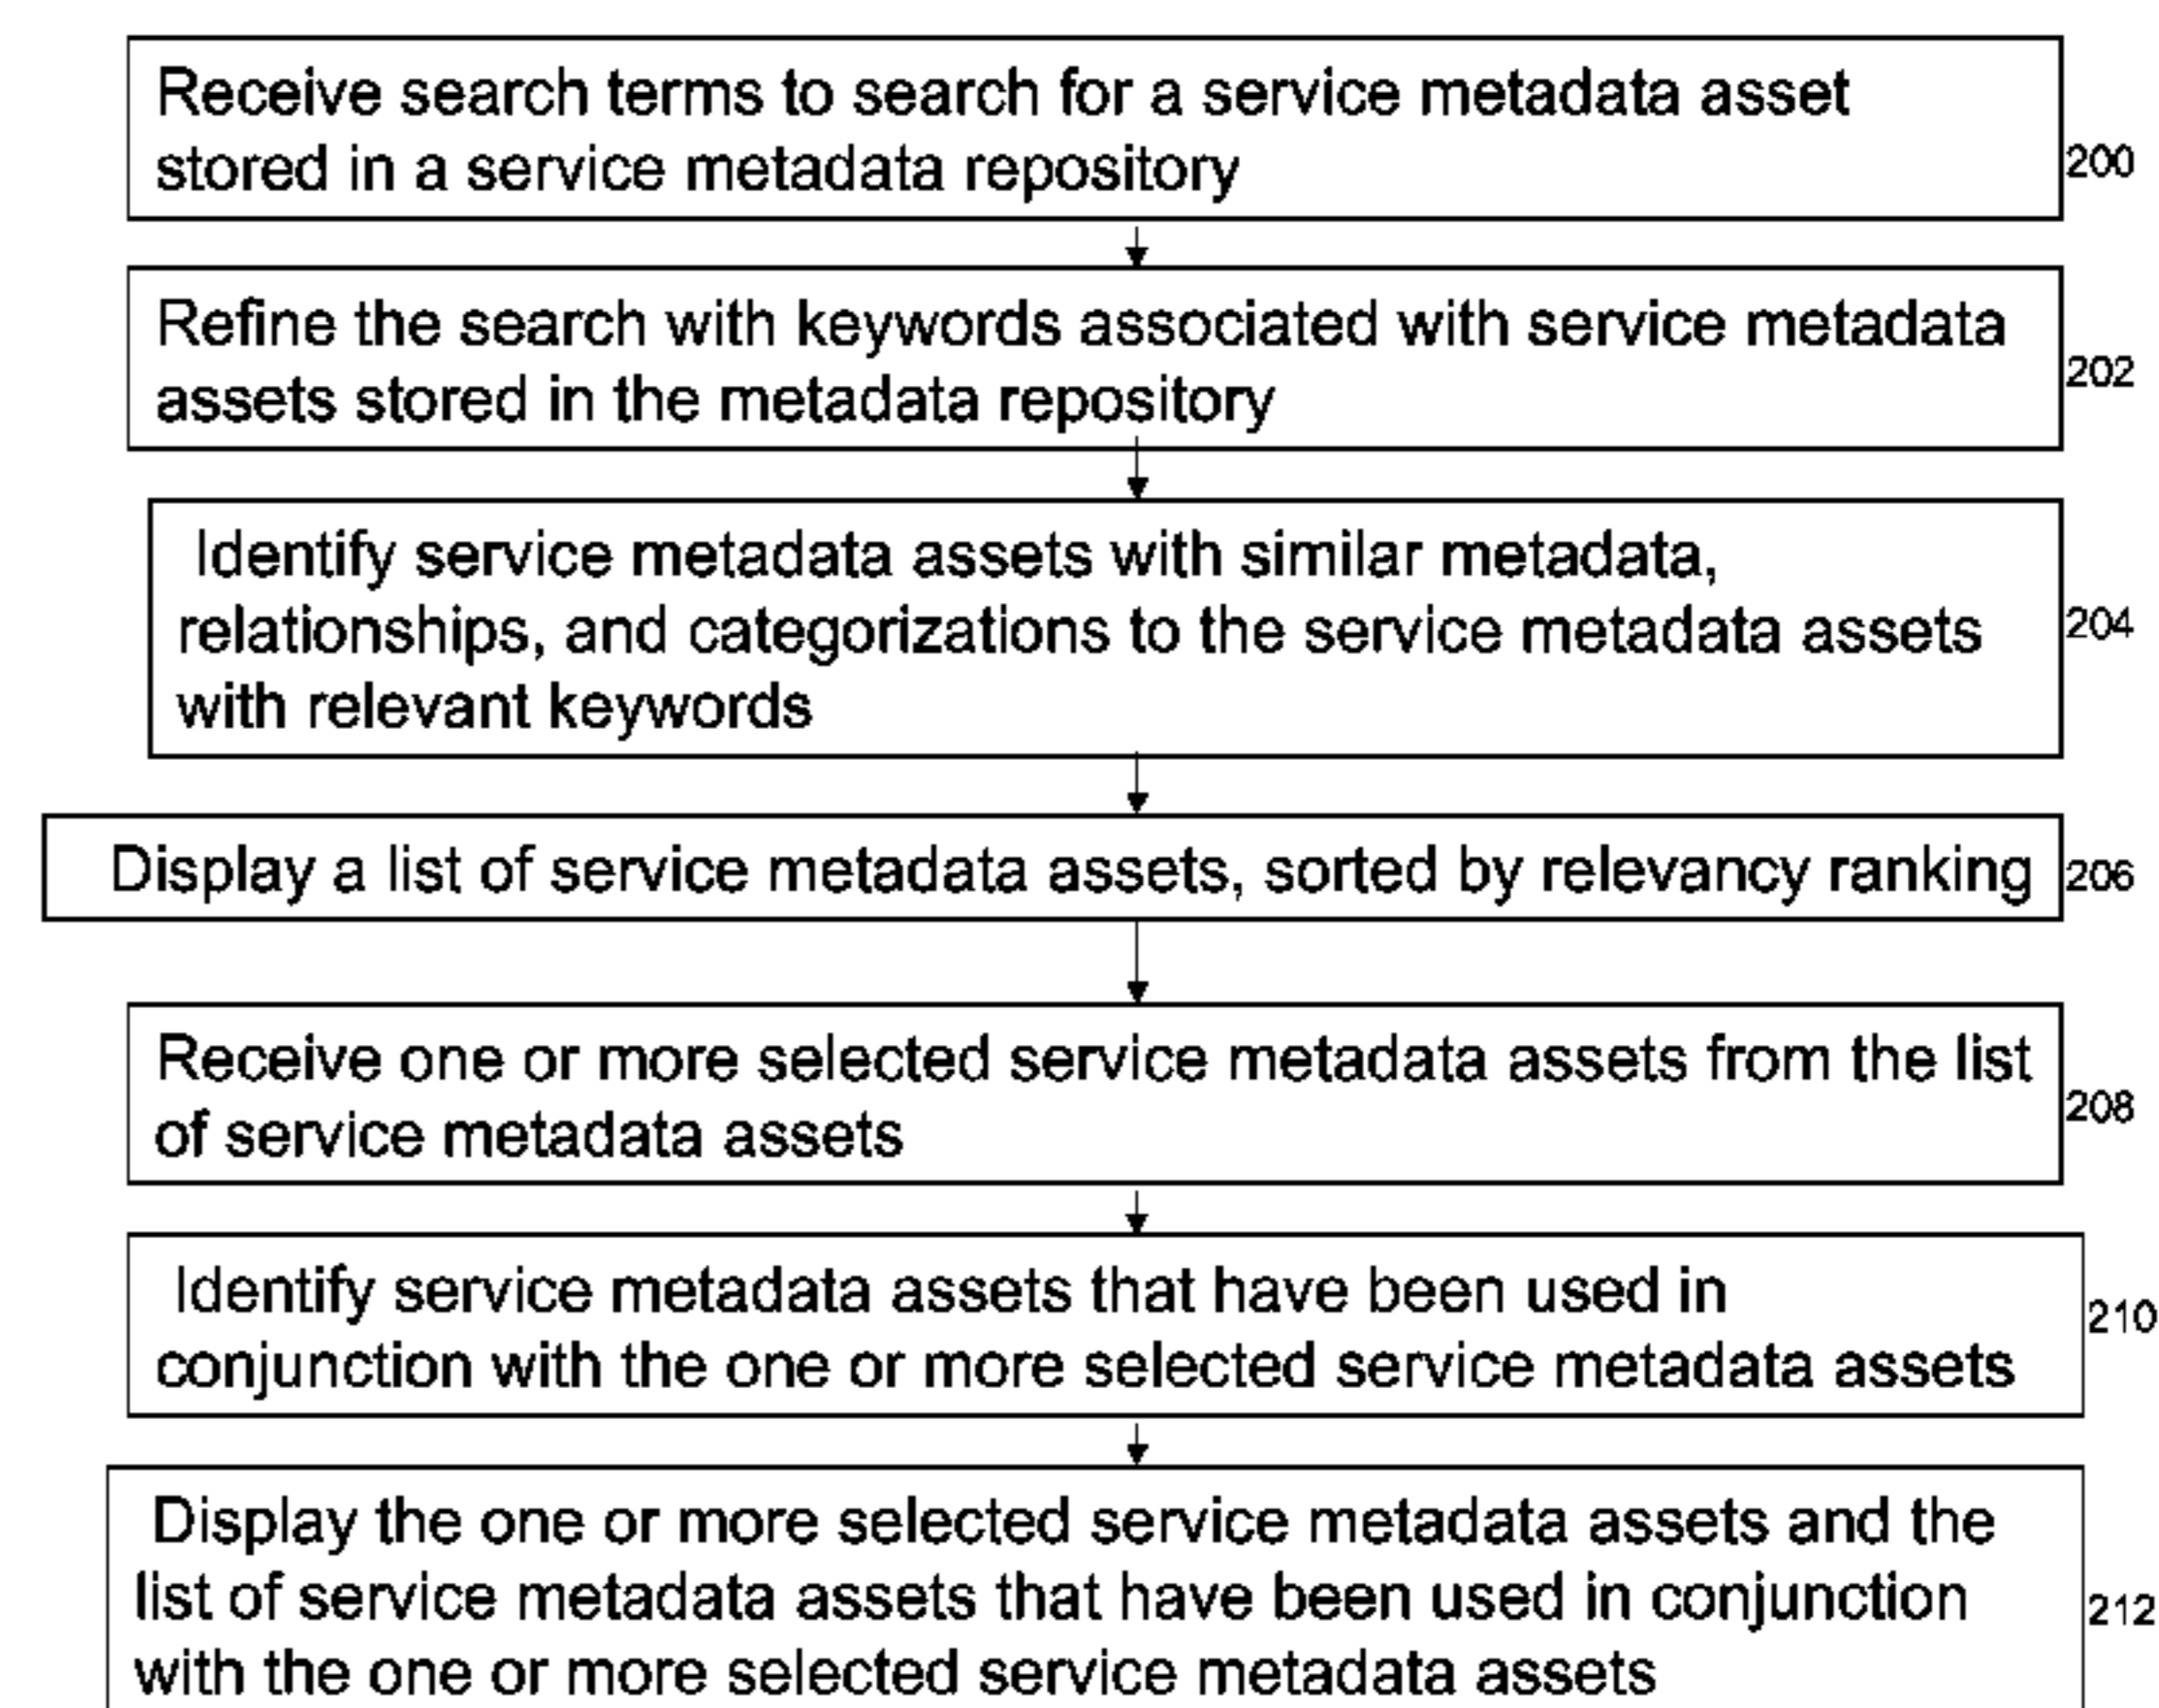 Receive search terms to search for a service metadata asset
stored in a service metadata repository
200
Refine the search with keywords associated with service metadata
assets stored in the metadata repository
202
Identify service metadata assets with similar metadata,
relationships, and categorizations to the service metadata assets
with relevant keywords
204
Display a list of service metadata assets, sorted by relevancy ranking
206
Receive one or more selected service metadata assets from the list
of service metadata assets
208
Identify service metadata assets that have been used in
conjunction with the one or more selected service metadata assets
210
Display the one or more selected service metadata assets and the
list of service metadata assets that have been used in conjunction
with the one or more selected service metadata assets
212